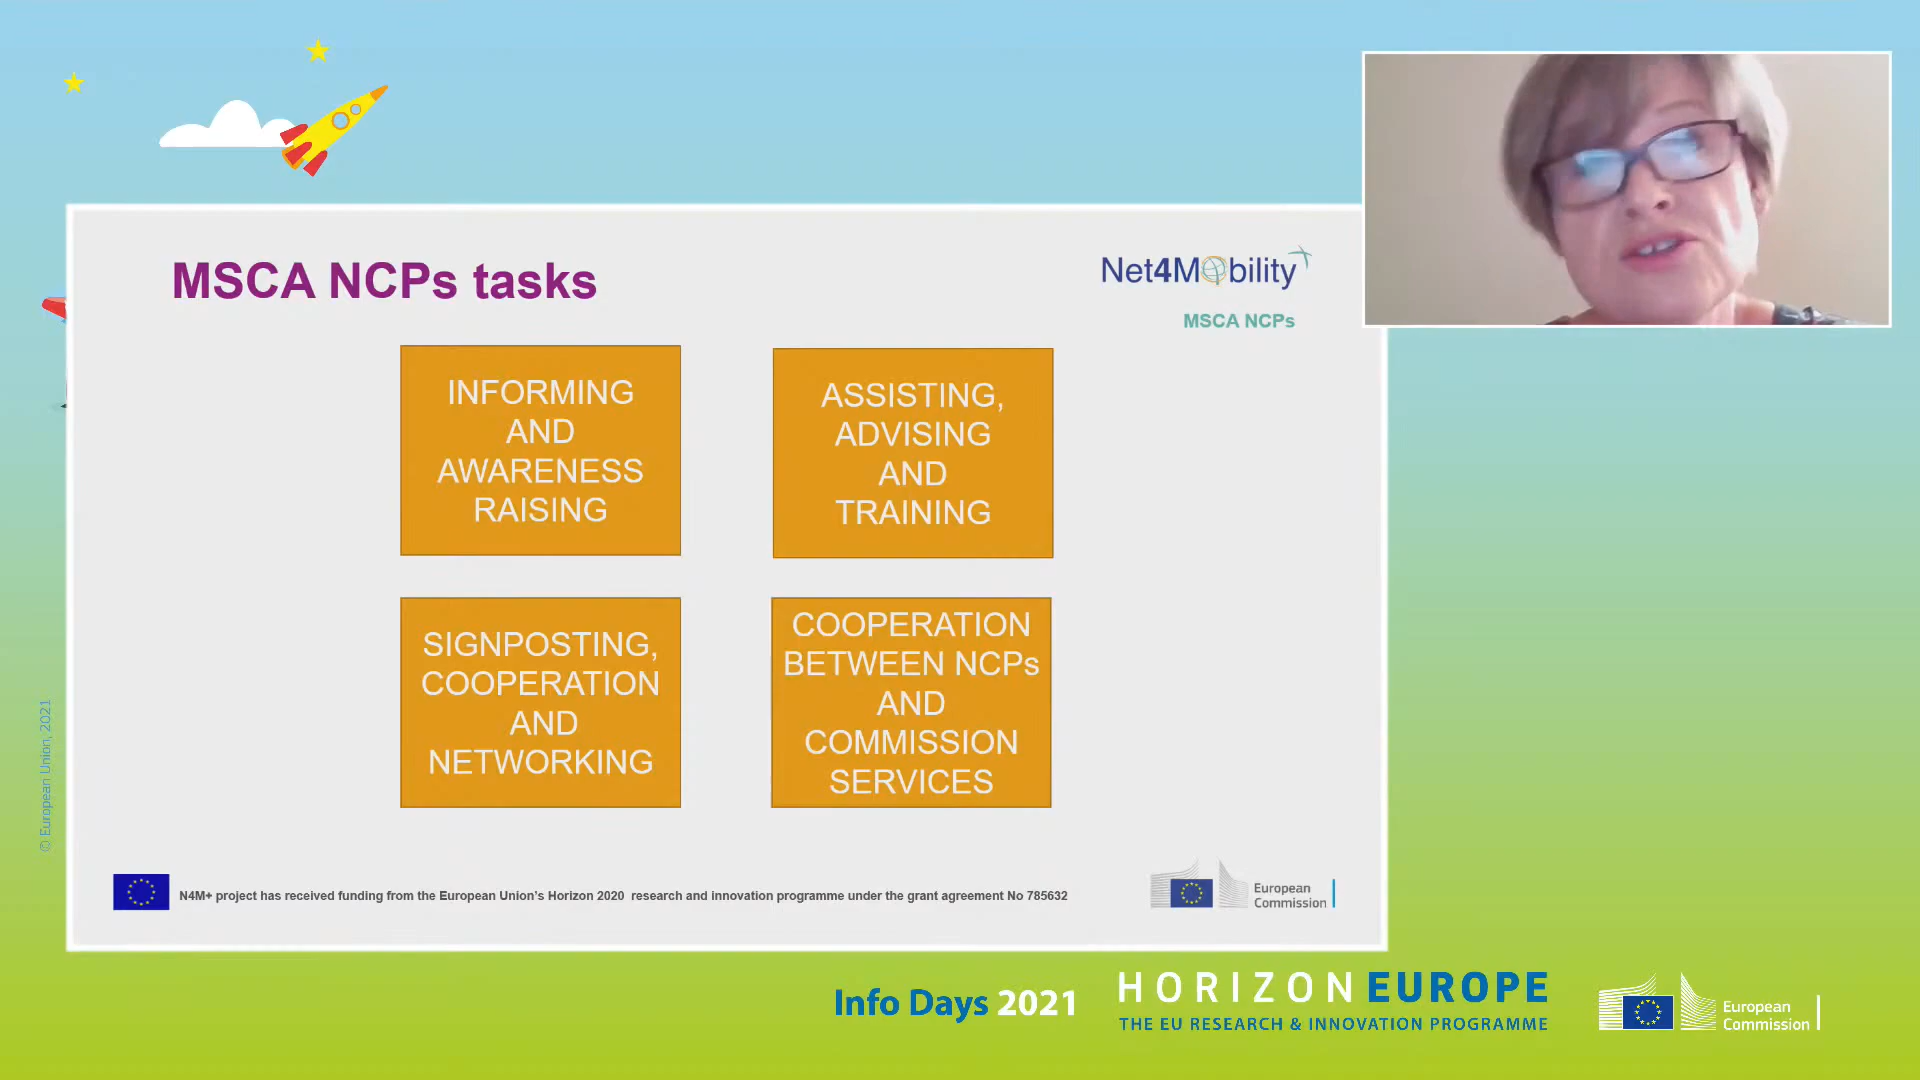 MSCA NCPs tasks
Net4Mobility
MSCA NCPs
INFORMING
AND
AWARENESS
RAISING
ASSISTING,
ADVISING
AND
TRAINING
SIGNPOSTING,
COOPERATION
AND
NETWORKING
COOPERATION
BETWEEN NCPs
AND
COMMISSION
SERVICES
© European Union, 2021
N4M+ project has received funding from the European Union's Horizon 2020 research and innovation programme under the grant agreement No 785632
European
Commission
Info Days 2021
HORIZON EUROPE
THE EU RESEARCH & INNOVATION PROGRAMME
European
Commission